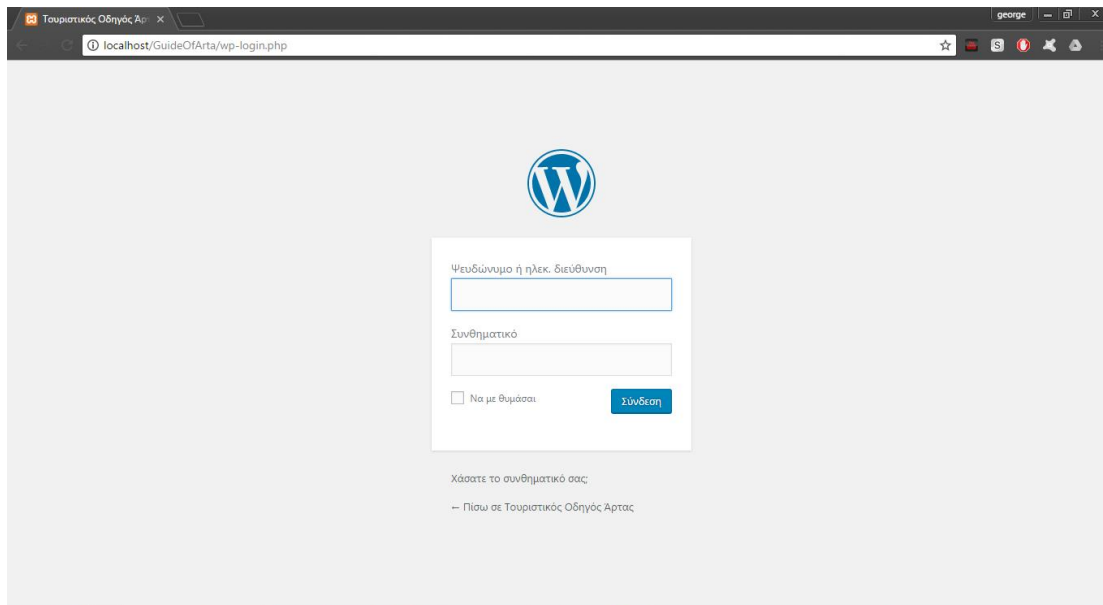 Τουριστικός Οδηγός Άρτ
george
localhost/GuideOfArta/wp-login.php
Ψευδώνυμο ή ηλεκ. διεύθυνση
Συνθηματικό
Να με θυμάσαι
Σύνδεση
Χάσατε το συνθηματικό σας;
← Πίσω σε Τουριστικός Οδηγός Άρτας